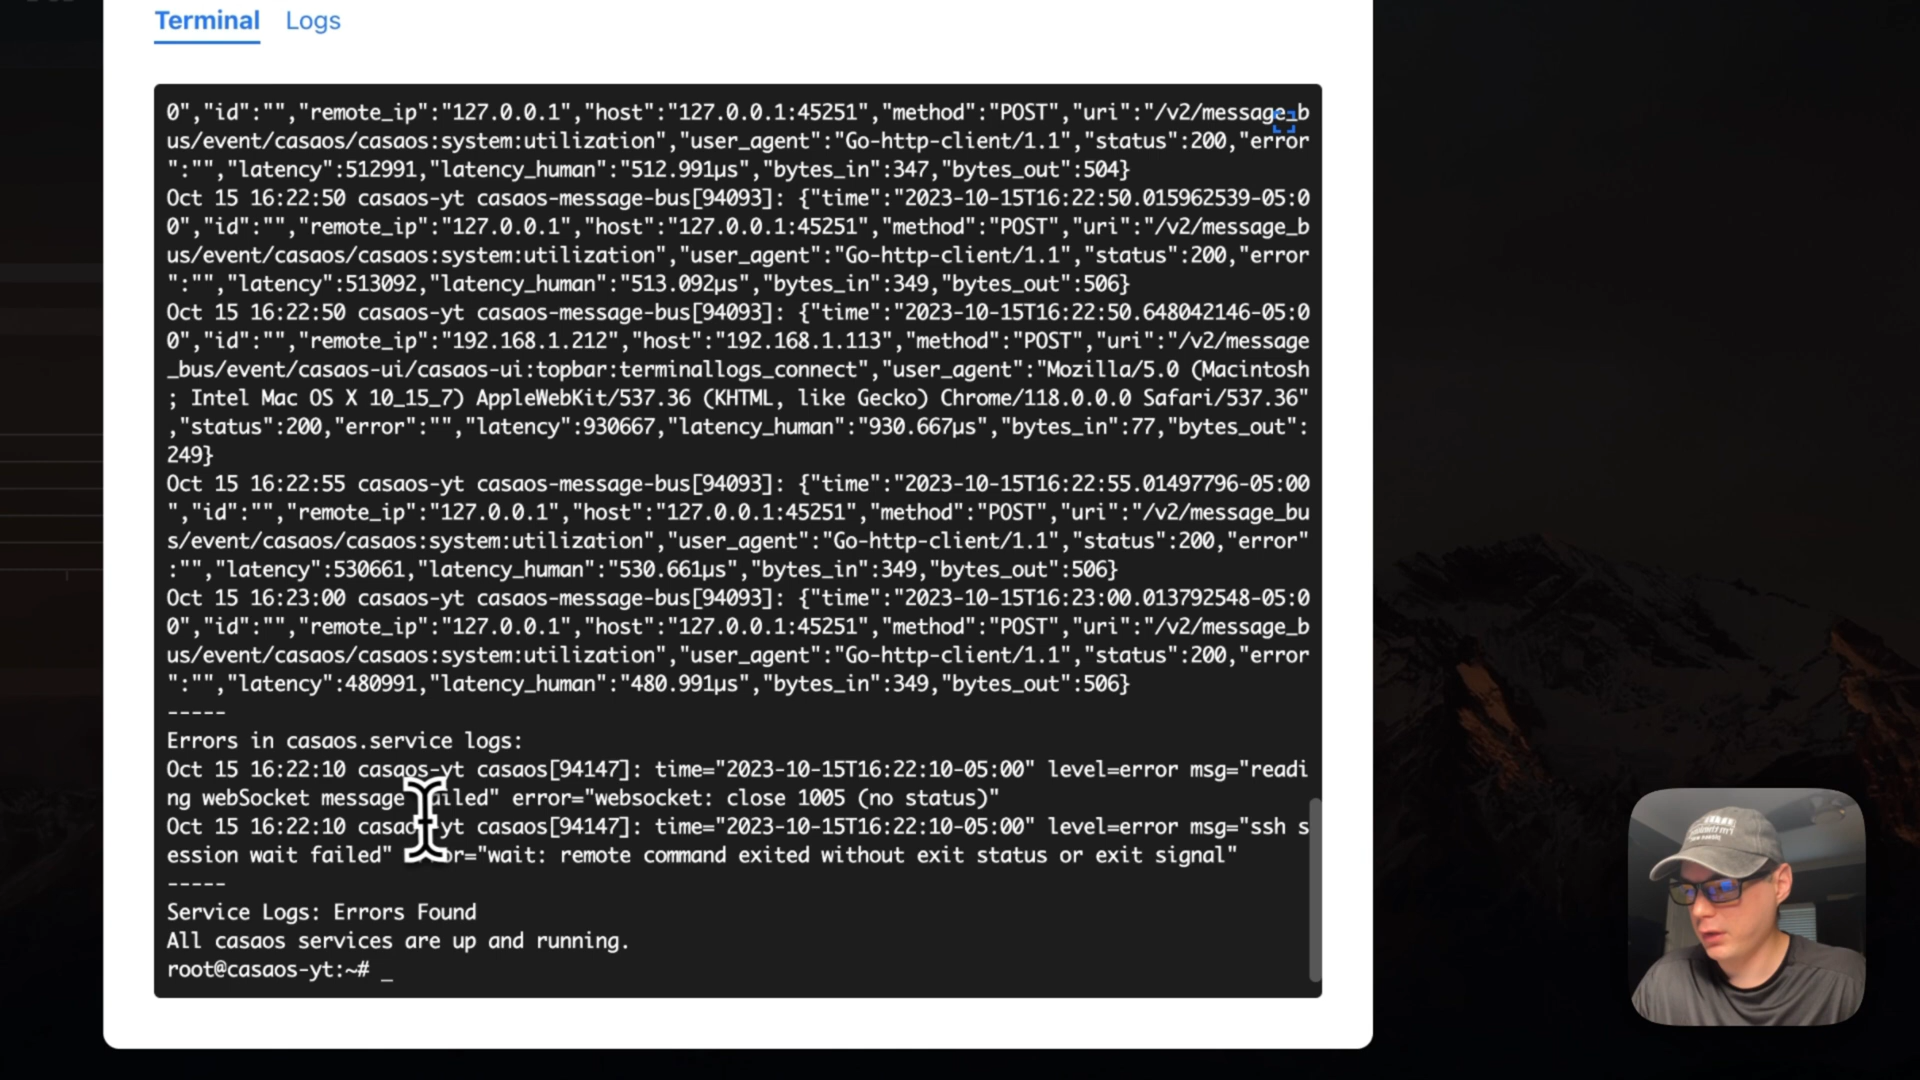 Terminal Logs
0","id":"","remote_ip":"127.0.0.1","host":"127.0.0.1:45251","method":"POST","uri":"/v2/message_b
us/event/casaos/casaos:system:utilization","user_agent":"Go-http-client/1.1","status":200,"error
":"","latency":512991,"latency_human":"512.991µs","bytes_in":347,"bytes_out":504}
Oct 15 16:22:50 casaos-yt casaos-message-bus[94093]: {"time":"2023-10-15T16:22:50.015962539-05:0
0","id":"","remote_ip":"127.0.0.1","host":"127.0.0.1:45251","method":"POST","uri":"/v2/message_b
us/event/casaos/casaos:system:utilization","user_agent":"Go-http-client/1.1","status":200,"error
":"","latency":513092,"latency_human":"513.092µs","bytes_in":349,"bytes_out":506}
Oct 15 16:22:50 casaos-yt casaos-message-bus[94093]: {"time":"2023-10-15T16:22:50.648042146-05:0
0","id":"","remote_ip":"192.168.1.212","host":"192.168.1.113","method":"POST","uri":"/v2/message
_bus/event/casaos-ui/casaos-ui:topbar:terminallogs_connect","user_agent":"Mozilla/5.0 (Macintosh
; Intel Mac OS X 10_15_7) AppleWebKit/537.36 (KHTML, like Gecko) Chrome/118.0.0.0 Safari/537.36"
,"status":200,"error":"","latency":930667,"latency_human":"930.667µs","bytes_in":77,"bytes_out":
249}
Oct 15 16:22:55 casaos-yt casaos-message-bus[94093]: {"time":"2023-10-15T16:22:55.01497796-05:00
","id":"","remote_ip":"127.0.0.1","host":"127.0.0.1:45251","method":"POST","uri":"/v2/message_bu
s/event/casaos/casaos:system:utilization","user_agent":"Go-http-client/1.1","status":200,"error"
:"","latency":530661,"latency_human":"530.661µs","bytes_in":349,"bytes_out":506}
Oct 15 16:23:00 casaos-yt casaos-message-bus[94093]: {"time":"2023-10-15T16:23:00.013792548-05:0
0","id":"","remote_ip":"127.0.0.1","host":"127.0.0.1:45251","method":"POST","uri":"/v2/message_b
us/event/casaos/casaos:system:utilization","user_agent":"Go-http-client/1.1","status":200,"error
":"","latency":480991,"latency_human":"480.991µs","bytes_in":349,"bytes_out":506}
-----
Errors in casaos.service logs:
Oct 15 16:22:10 casaos-yt casaos[94147]: time="2023-10-15T16:22:10-05:00" level=error msg="readi
ng webSocket message failed" error="websocket: close 1005 (no status)"
Oct 15 16:22:10 casaos-yt casaos[94147]: time="2023-10-15T16:22:10-05:00" level=error msg="ssh s
ession wait failed" error="wait: remote command exited without exit status or exit signal"
-----
Service Logs: Errors Found
All casaos services are up and running.
root@casaos-yt:~# _